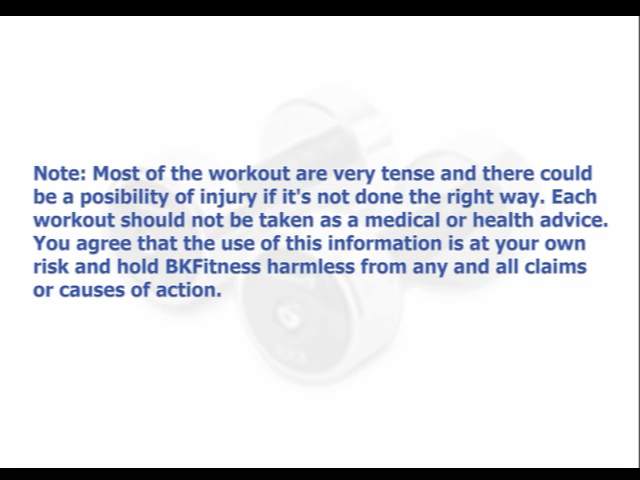 Note: Most of the workout are very tense and there could
be a posibility of injury if it's not done the right way. Each
workout should not be taken as a medical or health advice.
You agree that the use of this information is at your own
risk and hold BKFitness harmless from any and all claims
or causes of action.